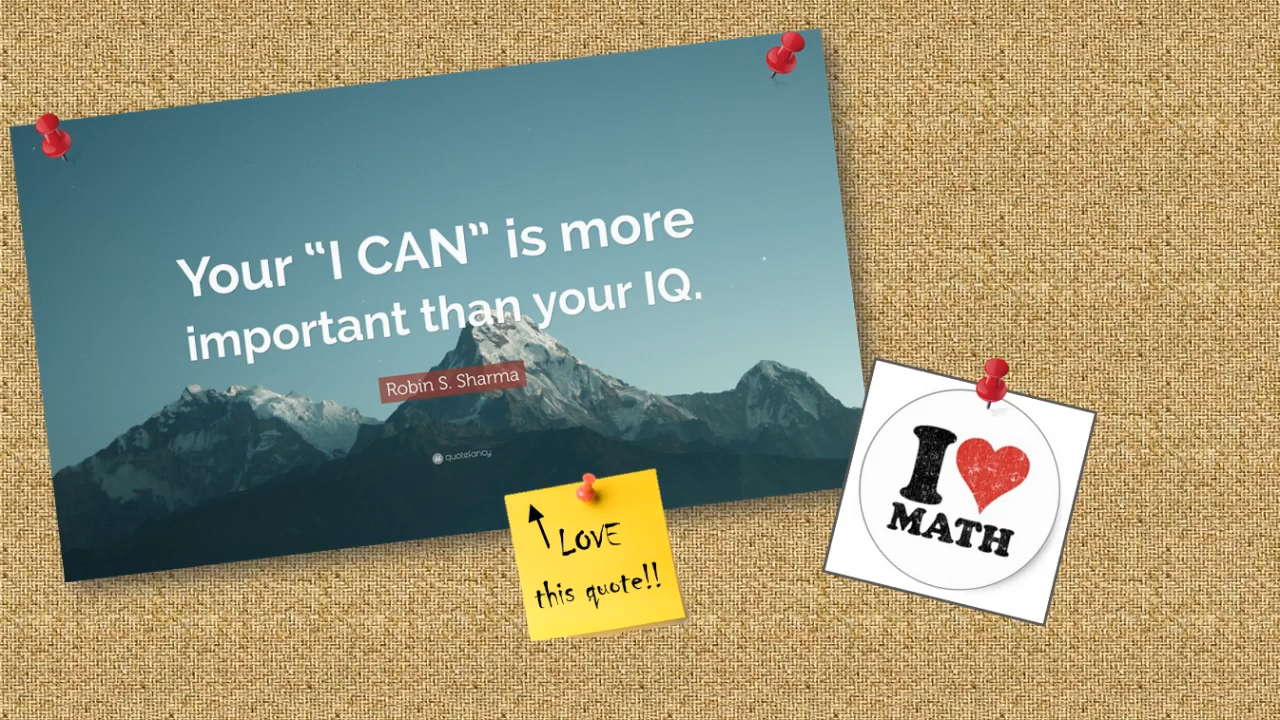 Your “I CAN” is more
important than your IQ.
Robin S. Sharma
quotefancy
LOVE
this quote!!
I
MATH